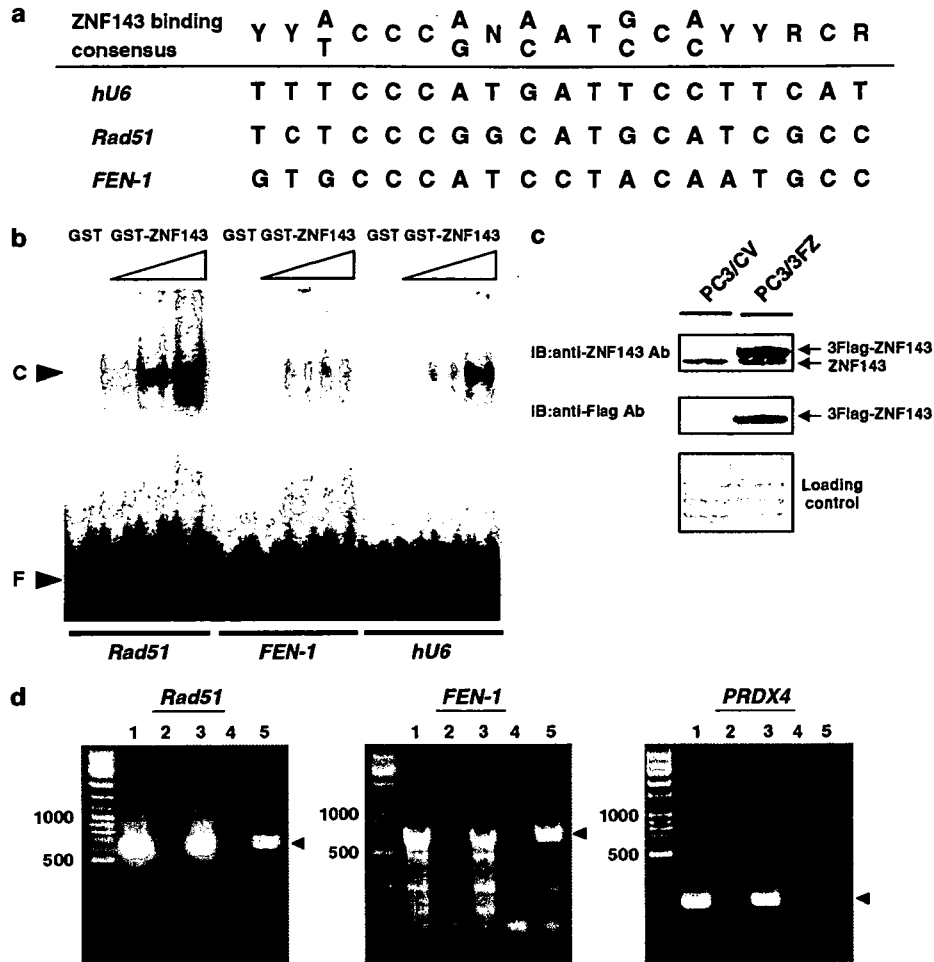 a
ZNF143 binding consensus Y Y A/T C C C A/G N A/C A T G/C C A/C Y Y R C R
hU6 T T T C C C A T G A T T C C T T C A T
Rad51 T C T C C C G G C A T G C A T C G C C
FEN-1 G T G C C C A T C C T A C A A T G C C
b
GST GST-ZNF143 GST GST-ZNF143 GST GST-ZNF143
C
F
Rad51 FEN-1 hU6
c
PC3/CV PC3/3FZ
IB:anti-ZNF143 Ab
3Flag-ZNF143
ZNF143
IB:anti-Flag Ab
3Flag-ZNF143
Loading
control
d
Rad51
1 2 3 4 5
1000
500
FEN-1
1 2 3 4 5
1000
500
PRDX4
1 2 3 4 5
1000
500